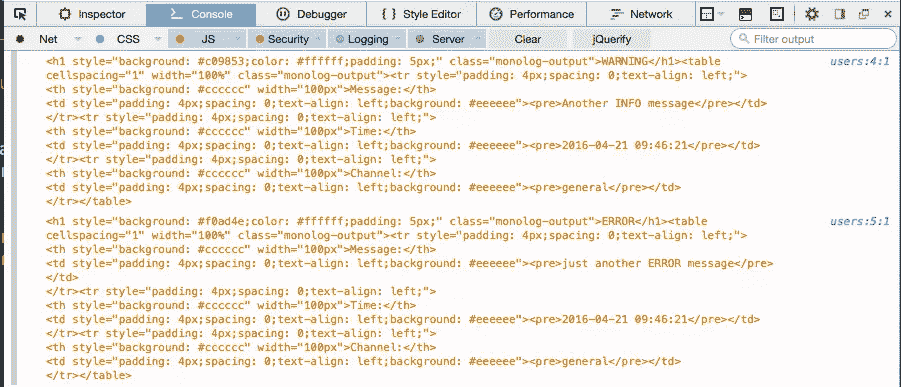 Inspector Console Debugger Style Editor Performance Network
Net CSS JS Security Logging Server Clear jQuerify Filter output
<h1 style="background: #c09853;color: #ffffff;padding: 5px;" class="monolog-output">WARNING</h1><table users:4:1
cellspacing="1" width="100%" class="monolog-output"><tr style="padding: 4px;spacing: 0;text-align: left;">
<th style="background: #cccccc" width="100px">Message:</th>
<td style="padding: 4px;spacing: 0;text-align: left;background: #eeeeee"><pre>Another INFO message</pre></td>
</tr><tr style="padding: 4px;spacing: 0;text-align: left;">
<th style="background: #cccccc" width="100px">Time:</th>
<td style="padding: 4px;spacing: 0;text-align: left;background: #eeeeee"><pre>2016-04-21 09:46:21</pre></td>
</tr><tr style="padding: 4px;spacing: 0;text-align: left;">
<th style="background: #cccccc" width="100px">Channel:</th>
<td style="padding: 4px;spacing: 0;text-align: left;background: #eeeeee"><pre>general</pre></td>
</tr></table>
<h1 style="background: #f0ad4e;color: #ffffff;padding: 5px;" class="monolog-output">ERROR</h1><table users:5:1
cellspacing="1" width="100%" class="monolog-output"><tr style="padding: 4px;spacing: 0;text-align: left;">
<th style="background: #cccccc" width="100px">Message:</th>
<td style="padding: 4px;spacing: 0;text-align: left;background: #eeeeee"><pre>just another ERROR message</pre>
</td>
</tr><tr style="padding: 4px;spacing: 0;text-align: left;">
<th style="background: #cccccc" width="100px">Time:</th>
<td style="padding: 4px;spacing: 0;text-align: left;background: #eeeeee"><pre>2016-04-21 09:46:21</pre></td>
</tr><tr style="padding: 4px;spacing: 0;text-align: left;">
<th style="background: #cccccc" width="100px">Channel:</th>
<td style="padding: 4px;spacing: 0;text-align: left;background: #eeeeee"><pre>general</pre></td>
</tr></table>